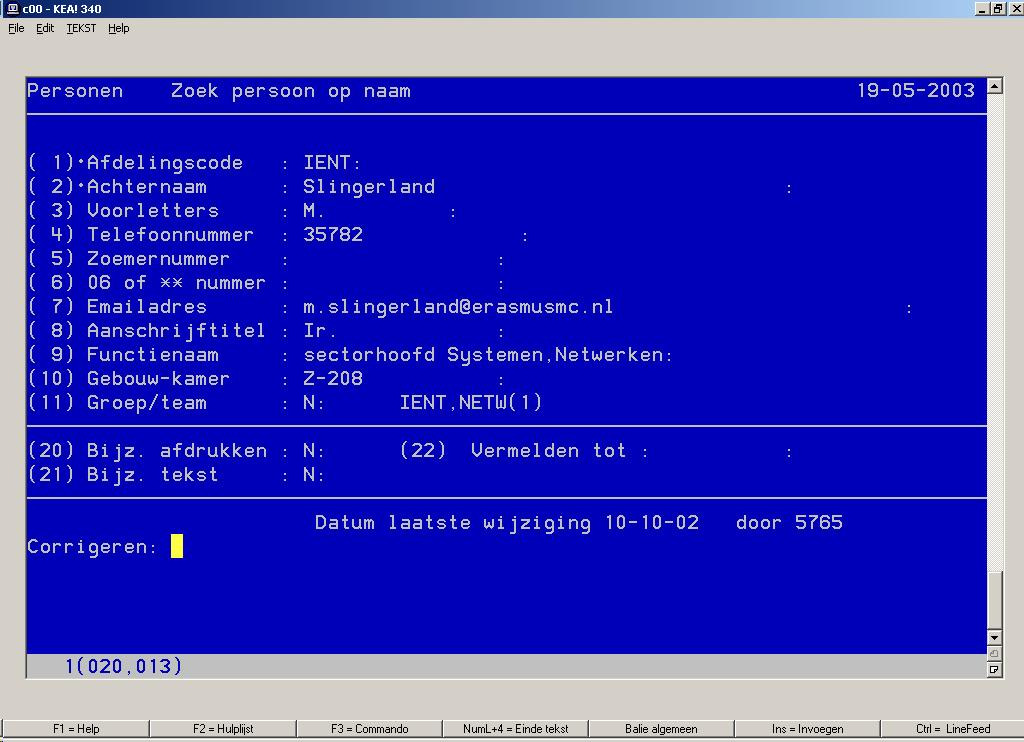 c00 - KEA! 340
File Edit TEKST Help
Personen Zoek persoon op naam 19-05-2003
( 1)·Afdelingscode : IENT:
( 2)·Achternaam : Slingerland :
( 3) Voorletters : M. :
( 4) Telefoonnummer : 35782 :
( 5) Zoemernummer : :
( 6) 06 of ** nummer : :
( 7) Emailadres : m.slingerland@erasmusmc.nl :
( 8) Aanschrijftitel : Ir. :
( 9) Functienaam : sectorhoofd Systemen,Netwerken:
(10) Gebouw-kamer : Z-208 :
(11) Groep/team : N: IENT,NETW(1)
(20) Bijz. afdrukken : N: (22) Vermelden tot : :
(21) Bijz. tekst : N:
Datum laatste wijziging 10-10-02 door 5765
Corrigeren:
1(020,013)
F1 = Help F2 = Hulplijst F3 = Commando NumL+4 = Einde tekst Balie algemeen Ins = Invoegen Ctrl = LineFeed